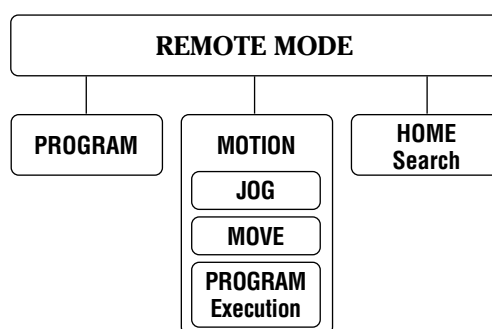 REMOTE MODE
PROGRAM
MOTION
JOG
MOVE
PROGRAM
Execution
HOME
Search